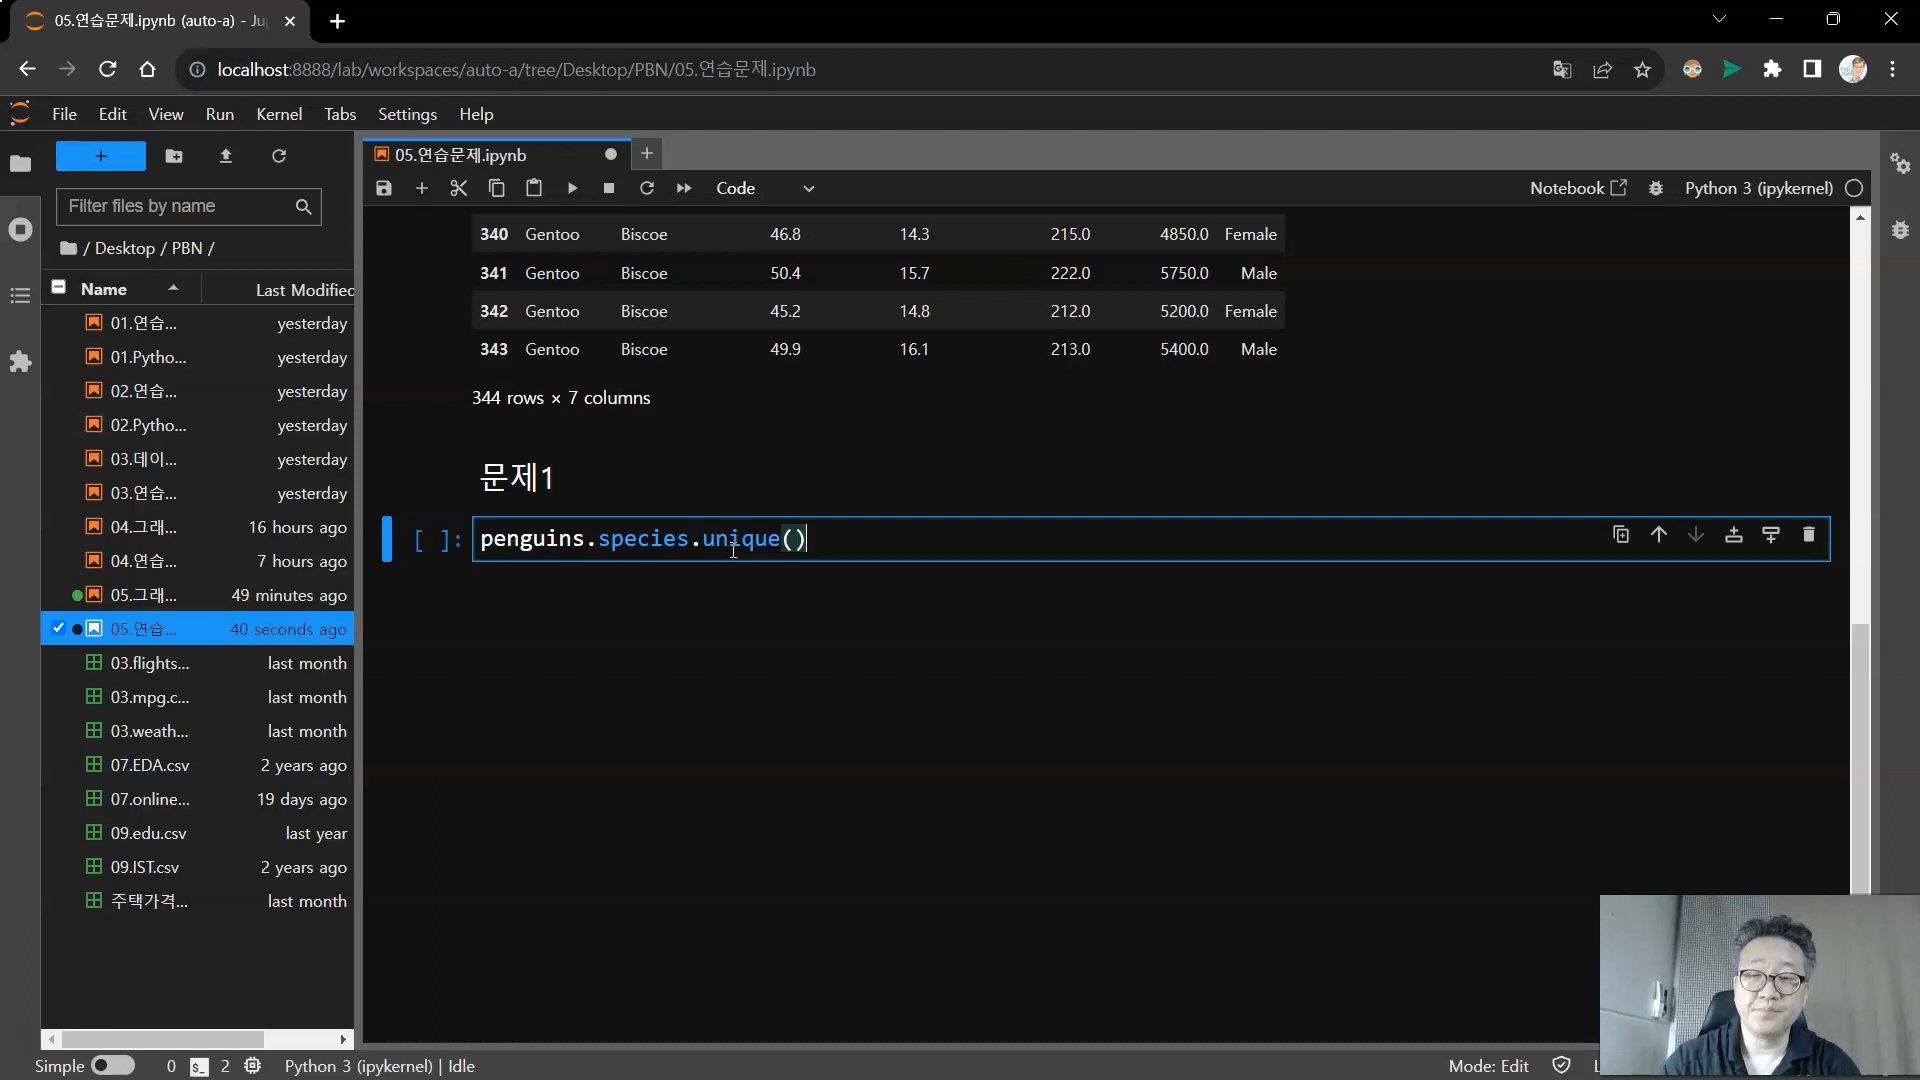 05.연습문제.ipynb (auto-a) - Ju
localhost:8888/lab/workspaces/auto-a/tree/Desktop/PBN/05.연습문제.ipynb
File Edit View Run Kernel Tabs Settings Help
05.연습문제.ipynb
Code
Notebook
Python 3 (ipykernel)
Filter files by name
/ Desktop / PBN /
Name Last Modified
01.연습... yesterday
01.Pytho... yesterday
02.연습... yesterday
02.Pytho... yesterday
03.데이... yesterday
03.연습... yesterday
04.그래... 16 hours ago
04.연습... 7 hours ago
05.그래... 49 minutes ago
05.연습... 40 seconds ago
03.flights... last month
03.mpg.c... last month
03.weath... last month
07.EDA.csv 2 years ago
07.online... 19 days ago
09.edu.csv last year
09.IST.csv 2 years ago
주택가격... last month
340 Gentoo Biscoe 46.8 14.3 215.0 4850.0 Female
341 Gentoo Biscoe 50.4 15.7 222.0 5750.0 Male
342 Gentoo Biscoe 45.2 14.8 212.0 5200.0 Female
343 Gentoo Biscoe 49.9 16.1 213.0 5400.0 Male
344 rows × 7 columns
문제1
[ ]: penguins.species.unique()
Simple 0 2 Python 3 (ipykernel) | Idle
Mode: Edit